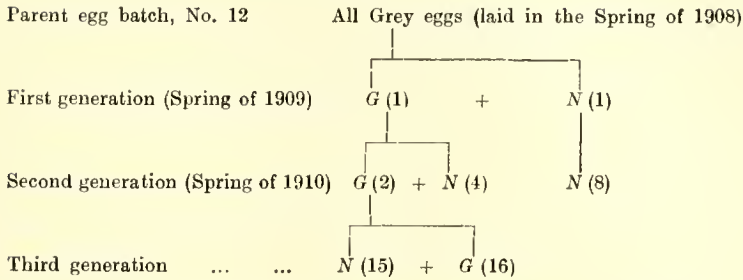 Parent egg batch, No. 12 All Grey eggs (laid in the Spring of 1908)
First generation (Spring of 1909) G (1) + N (1)
Second generation (Spring of 1910) G (2) + N (4) N (8)
Third generation ... ... N (15) + G (16)